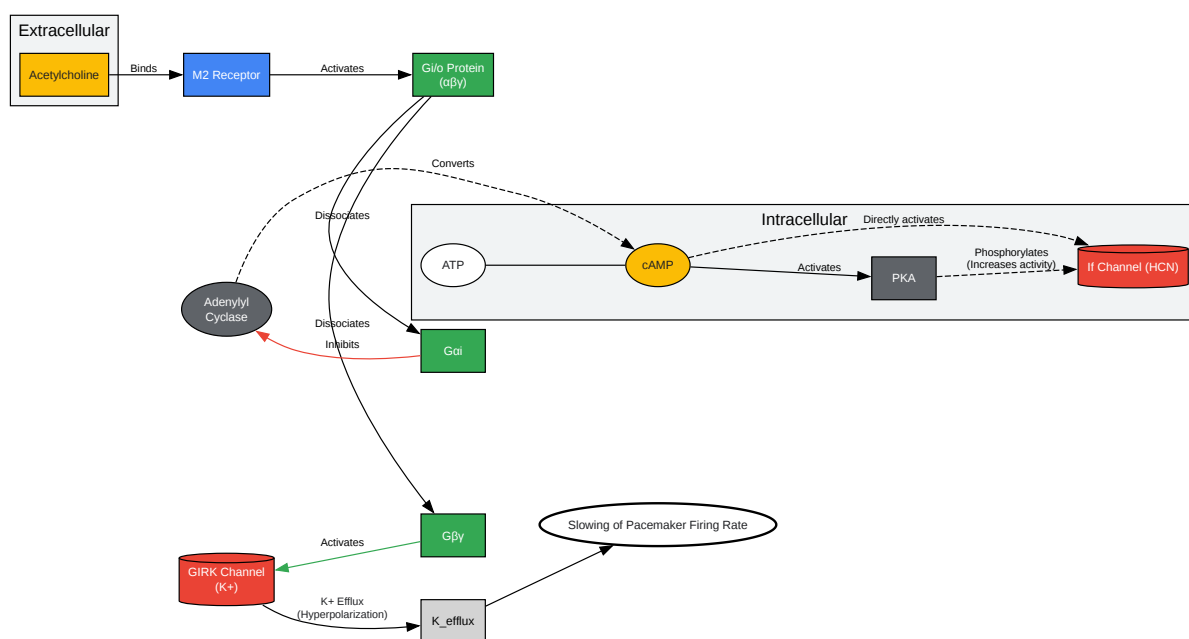 Extracellular
Acetylcholine
Binds
M2 Receptor
Activates
Gi/o Protein
(αβγ)
Converts
Dissociates
Intracellular
Directly activates
ATP
cAMP
Activates
PKA
Phosphorylates
(Increases activity)
If Channel (HCN)
Adenylyl
Cyclase
Dissociates
Inhibits
Gαi
Gβγ
Slowing of Pacemaker Firing Rate
Activates
GIRK Channel
(K+)
K+ Efflux
(Hyperpolarization)
K_efflux